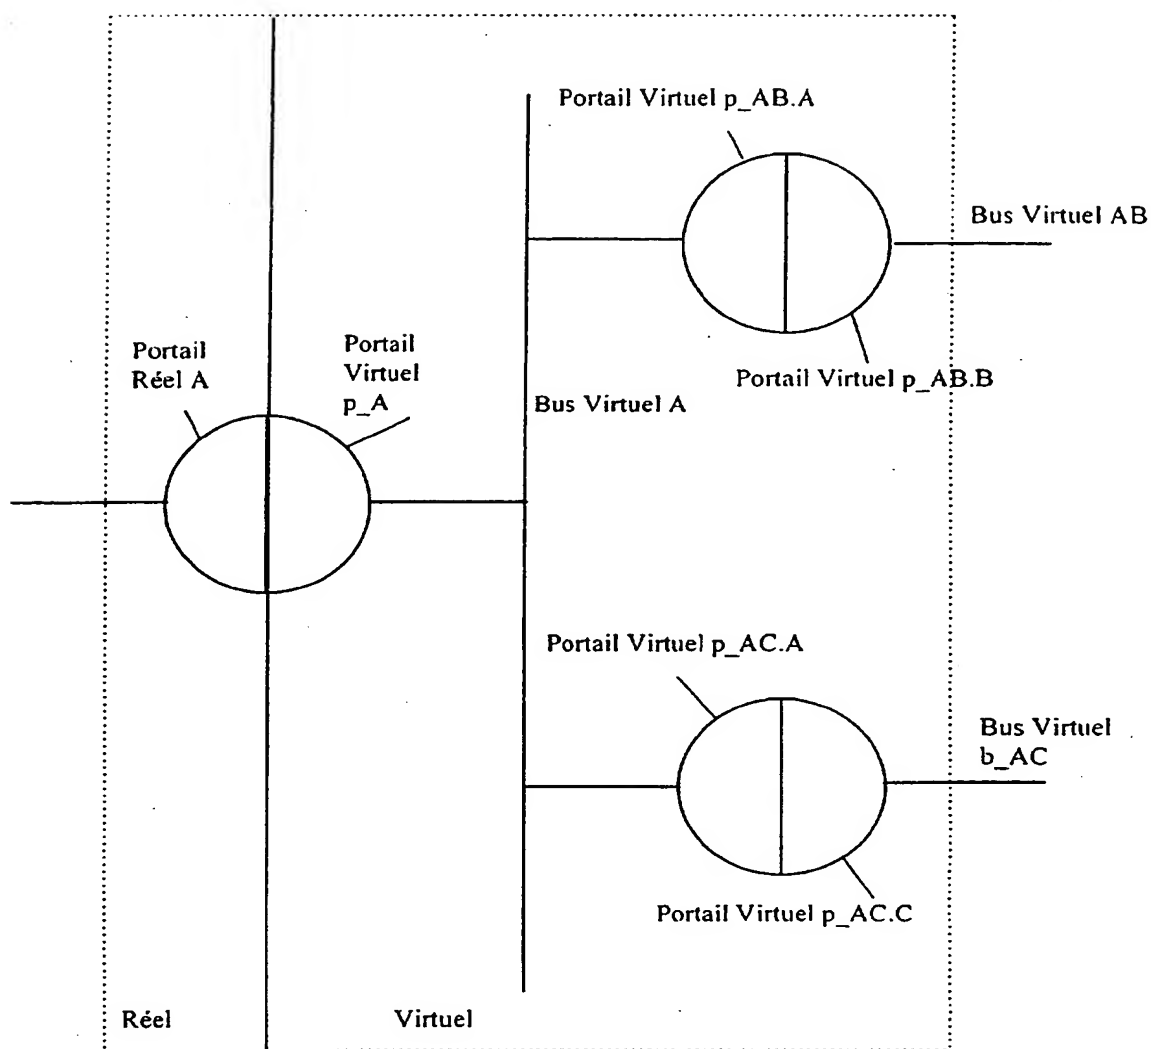 Portail Virtuel p_AB.A
Bus Virtuel AB
Portail Virtuel p_AB.B
Portail
Réel A
Portail
Virtuel
p_A
Bus Virtuel A
Portail Virtuel p_AC.A
Bus Virtuel
b_AC
Portail Virtuel p_AC.C
Réel
Virtuel